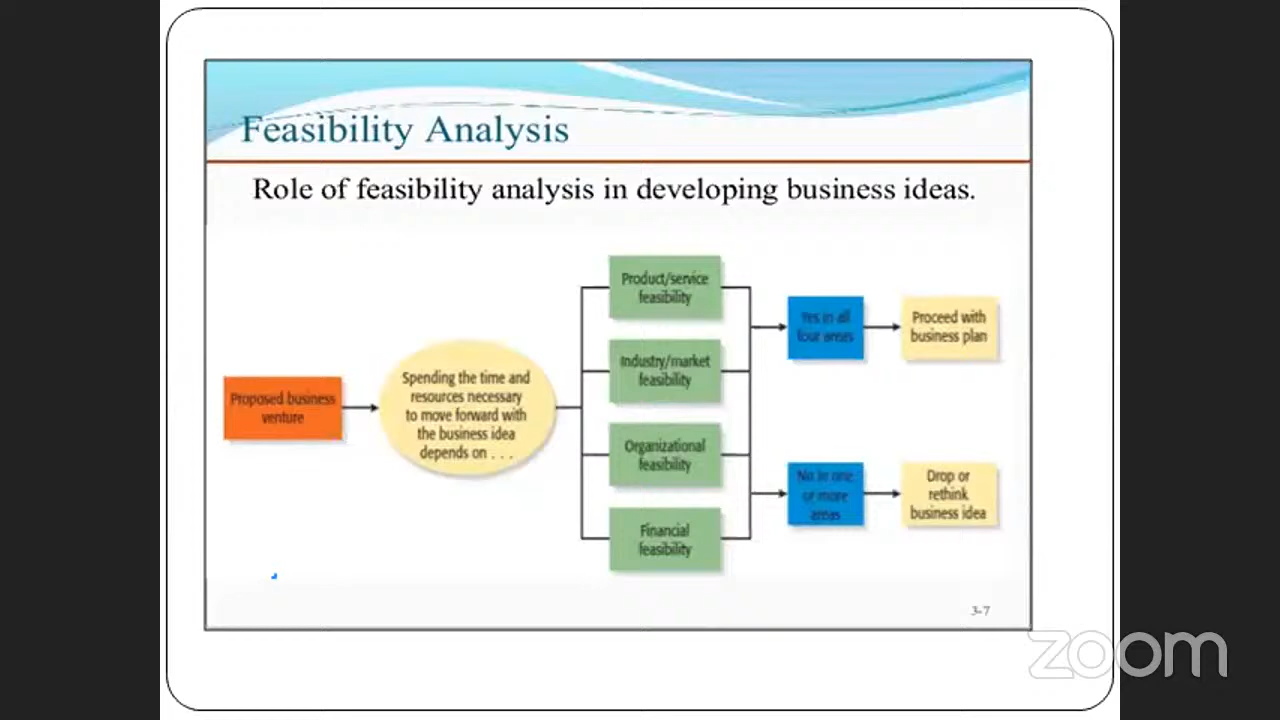 Feasibility Analysis
Role of feasibility analysis in developing business ideas.
Proposed business
venture
Spending the time and
resources necessary
to move forward with
the business idea
depends on . . .
Product/service
feasibility
Industry/market
feasibility
Organizational
feasibility
Financial
feasibility
Yes in all
four areas
Proceed with
business plan
No in one
or more
areas
Drop or
rethink
business idea
3-7
zoom